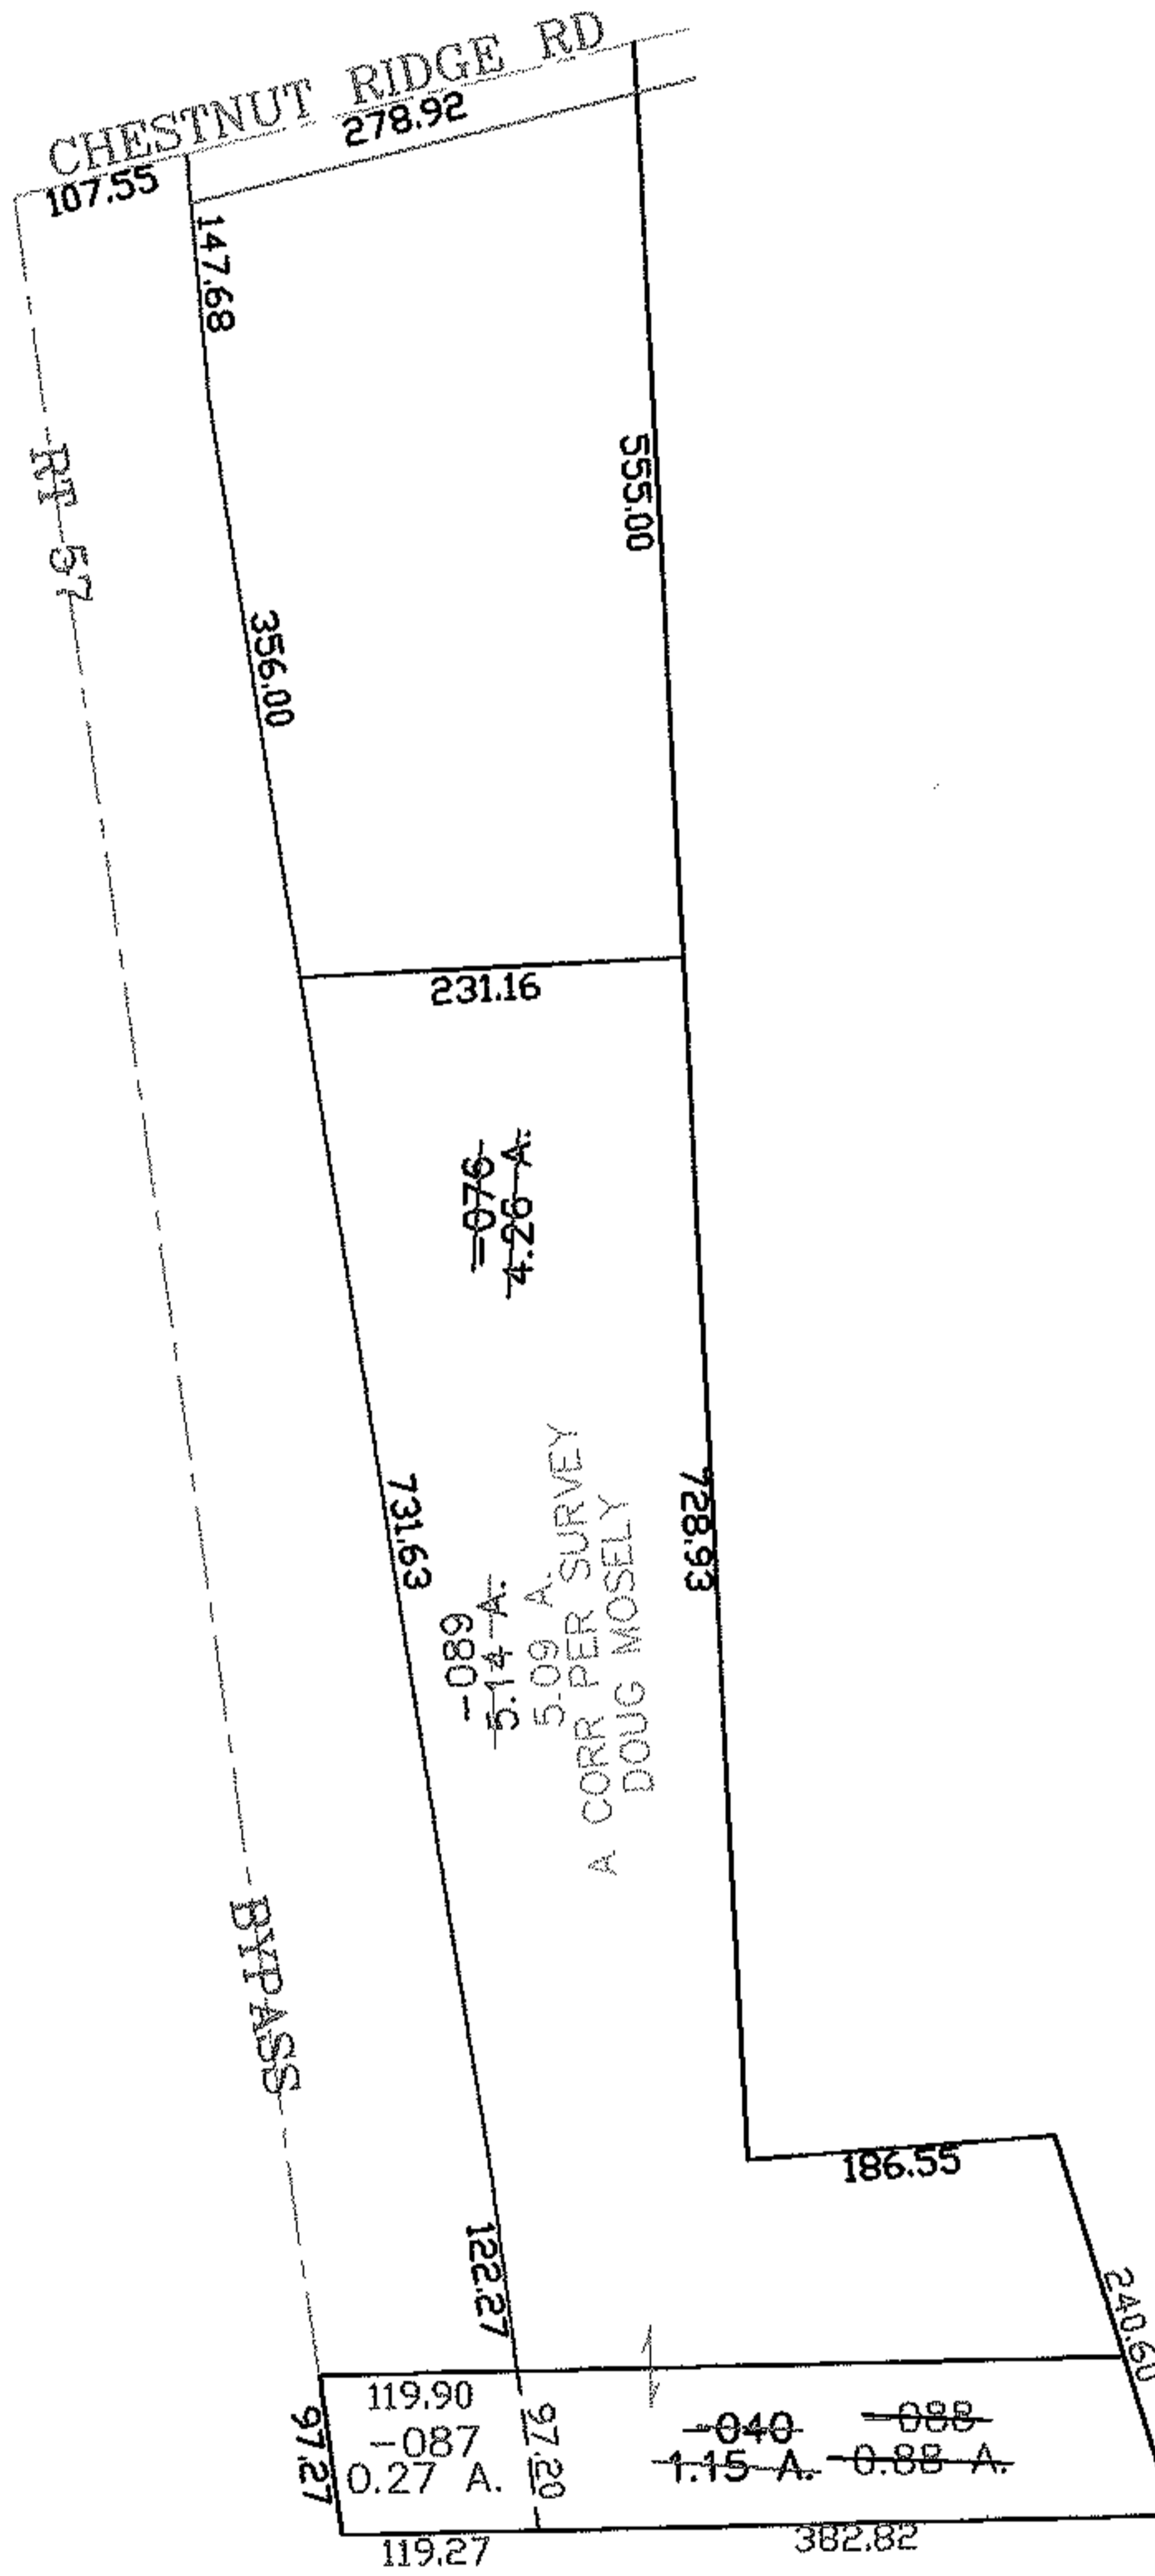 CHESTNUT RIDGE RD
107.55
278.92
147.68
RT 57
555.00
356.00
231.16
-076
4.26 A.
731.63
728.93
-089
5.14 A.
5.09 A.
A CORR PER SURVEY
DOUG MOSELY
BYPASS
186.55
122.27
240.60
119.90
-087
0.27 A.
97.27
97.20
-040
1.15 A.
-088
0.88 A.
119.27
382.82